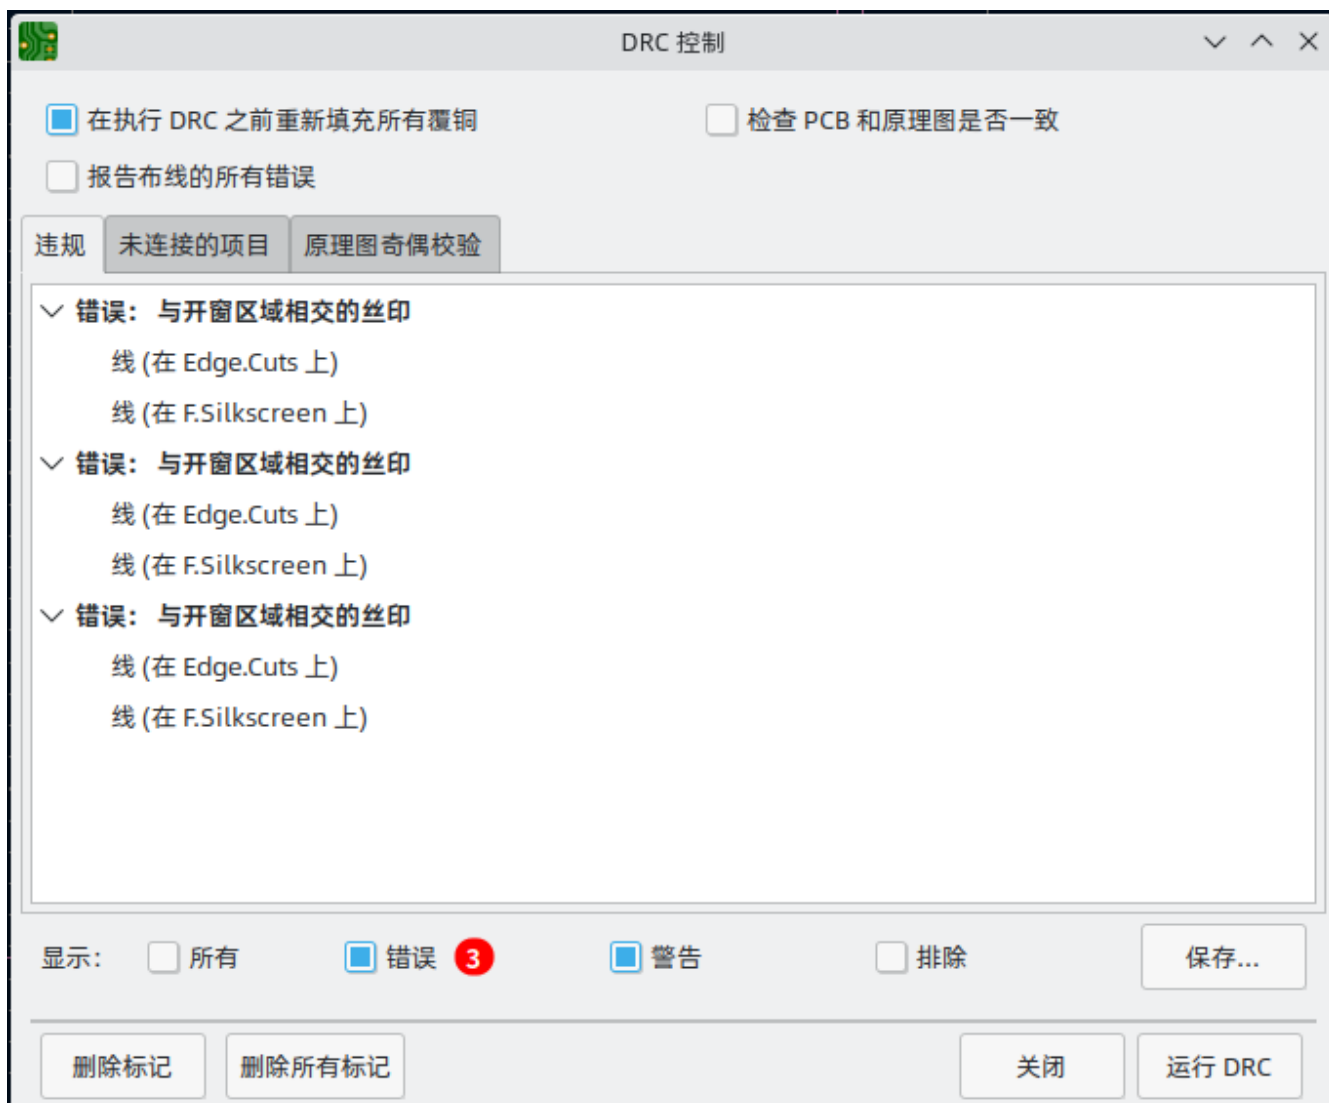 DRC 控制
在执行 DRC 之前重新填充所有覆铜
检查 PCB 和原理图是否一致
报告布线的所有错误
违规 未连接的项目 原理图奇偶校验
错误： 与开窗区域相交的丝印
线 (在 Edge.Cuts 上)
线 (在 F.Silkscreen 上)
错误： 与开窗区域相交的丝印
线 (在 Edge.Cuts 上)
线 (在 F.Silkscreen 上)
错误： 与开窗区域相交的丝印
线 (在 Edge.Cuts 上)
线 (在 F.Silkscreen 上)
显示： 所有 错误 3 警告 排除 保存...
删除标记 删除所有标记 关闭 运行 DRC